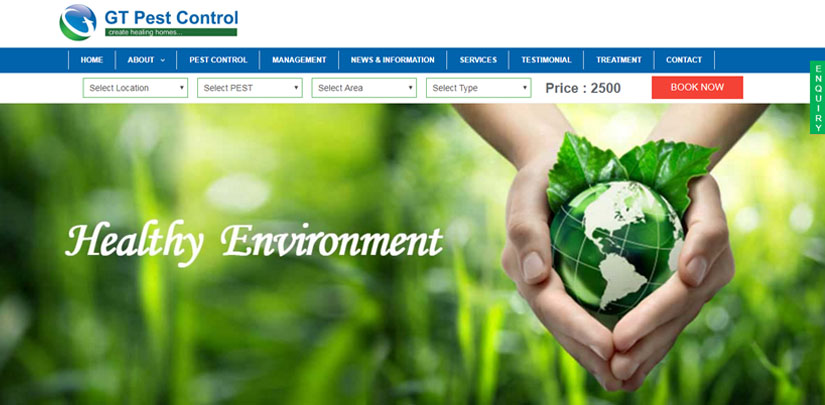 GT Pest Control
create healing homes...
HOME ABOUT PEST CONTROL MANAGEMENT NEWS & INFORMATION SERVICES TESTIMONIAL TREATMENT CONTACT
Select Location Select PEST Select Area Select Type Price : 2500 BOOK NOW
ENQUIRY
Healthy Environment